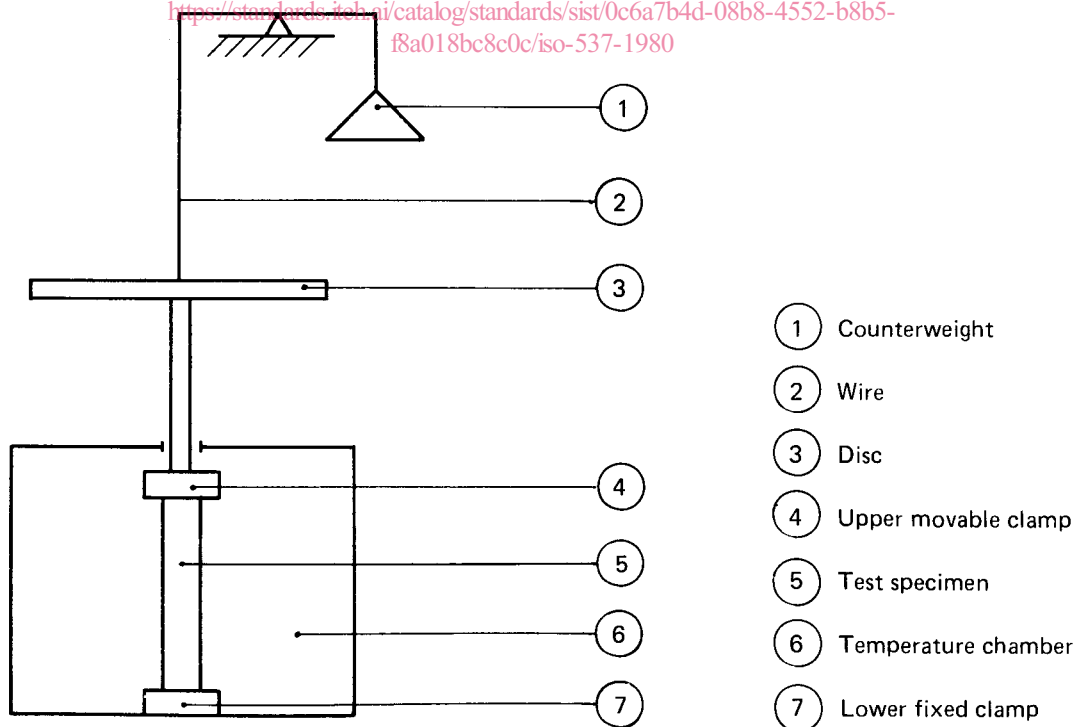 https://standards.iteh.ai/catalog/standards/sist/0c6a7b4d-08b8-4552-b8b5-
f8a018bc8c0c/iso-537-1980
1
2
3
4
5
6
7
1 Counterweight
2 Wire
3 Disc
4 Upper movable clamp
5 Test specimen
6 Temperature chamber
7 Lower fixed clamp